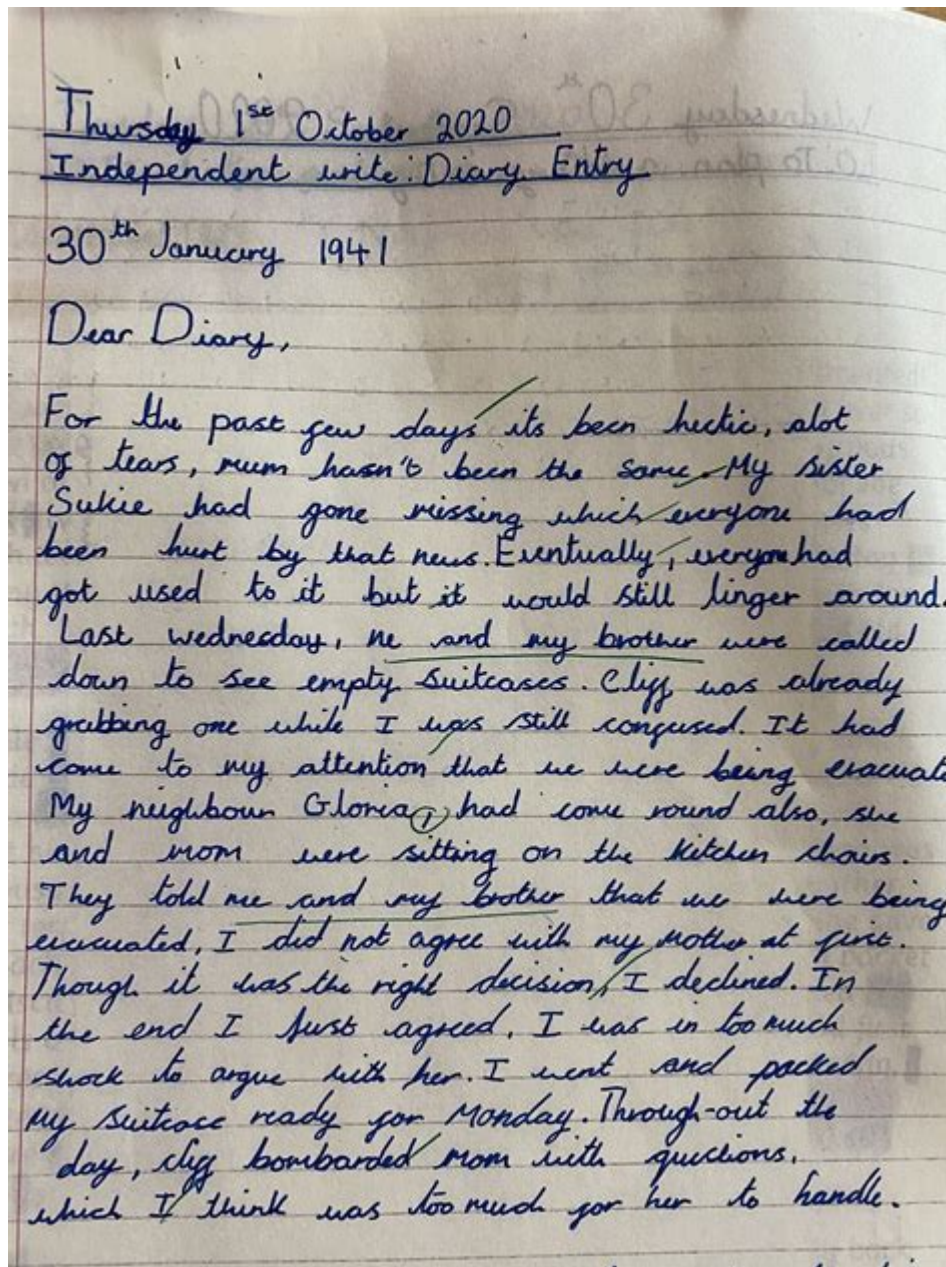 Thursday 1st October 2020
Independent write: Diary Entry
30th January 1941
Dear Diary,
For the past few days its been hectic, alot
of tears, mum hasn't been the same. My sister
Sukie had gone missing which everyone had
been hurt by that news. Eventually, everyone had
got used to it but it would still linger around.
Last wednesday, me and my brother were called
down to see empty suitcases. Cliff was already
grabbing one while I was still confused. It had
come to my attention that we were being evacuate
My neighbour Gloria, had come round also, she
and mom were sitting on the kitchen chairs.
They told me and my brother that we were being
evacuated. I did not agree with my mother at first.
Though it was the right decision, I declined. In
the end I just agreed. I was in too much
shock to argue with her. I went and packed
my suitcase ready for Monday. Through-out the
day, cliff bombarded mom with questions.
which I think was too much for her to handle.